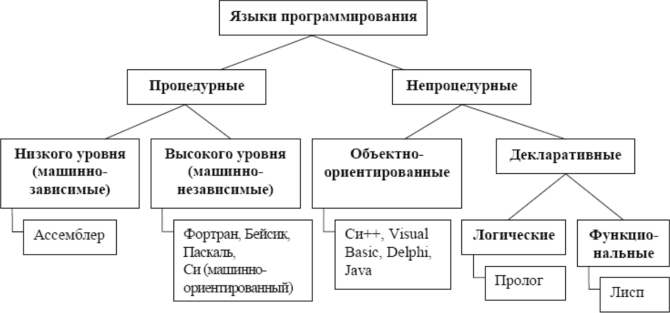 Языки программирования
Процедурные
Непроцедурные
Низкого уровня
(машинно-
зависимые)
Высокого уровня
(машинно-
независимые)
Объектно-
ориентированные
Декларативные
Ассемблер
Фортран, Бейсик,
Паскаль,
Си (машинно-
ориентированный)
Си++, Visual
Basic, Delphi,
Java
Логические
Функцио-
нальные
Пролог
Лисп